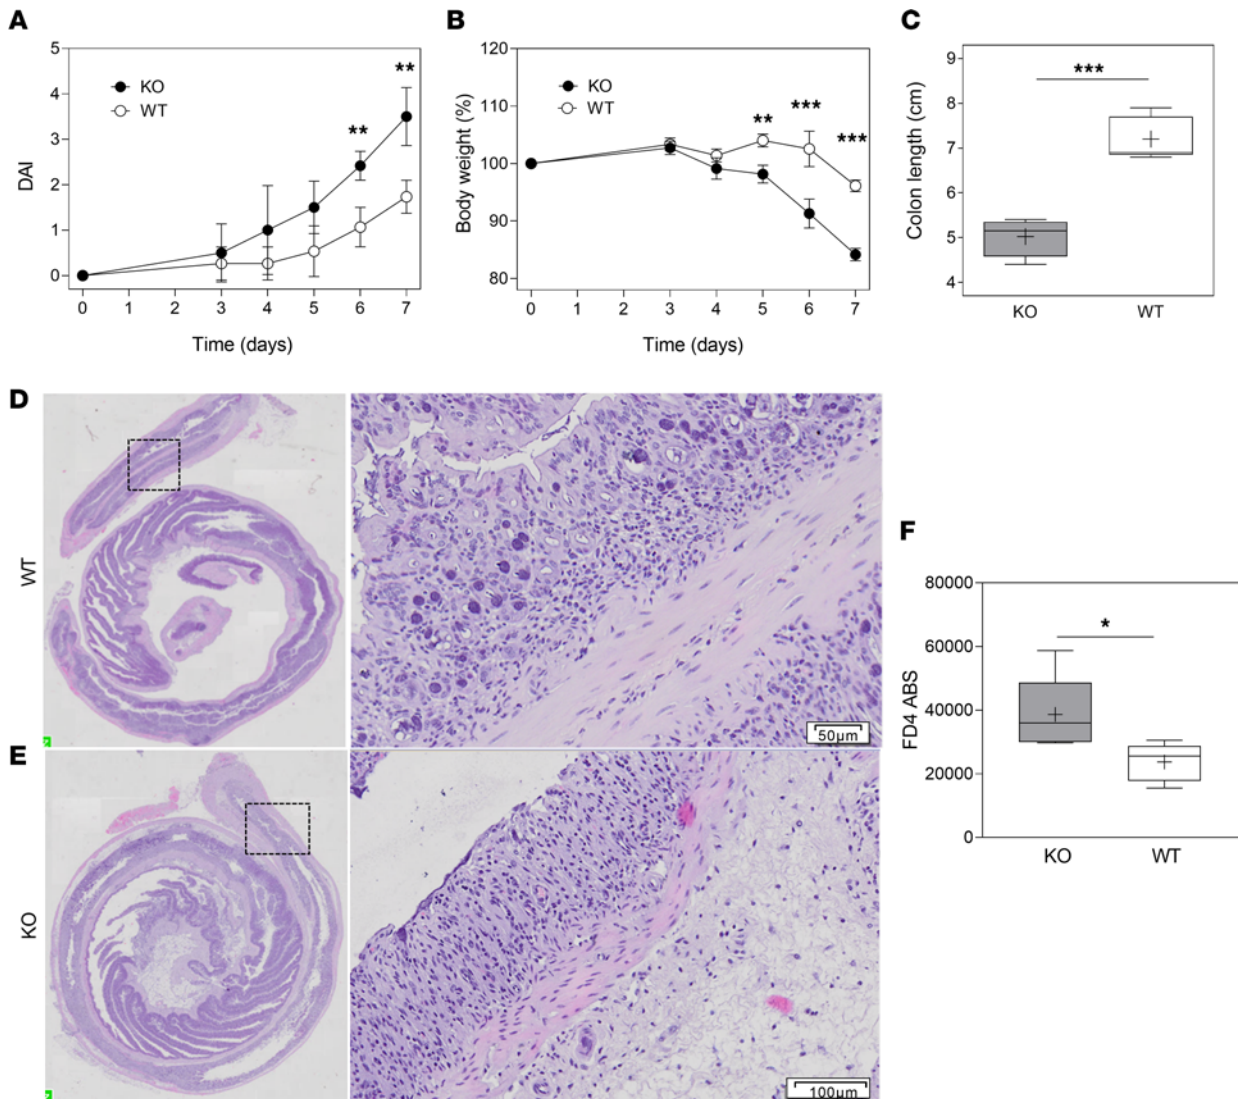 A
DAI
5
4
3
2
1
0
KO
WT
**
**
0 1 2 3 4 5 6 7
Time (days)
B
Body weight (%)
120
110
100
90
80
KO
WT
**
***
***
0 1 2 3 4 5 6 7
Time (days)
C
Colon length (cm)
9
8
7
6
5
4
***
KO WT
D
WT
50µm
E
KO
100µm
F
FD4 ABS
80000
60000
40000
20000
0
*
KO WT